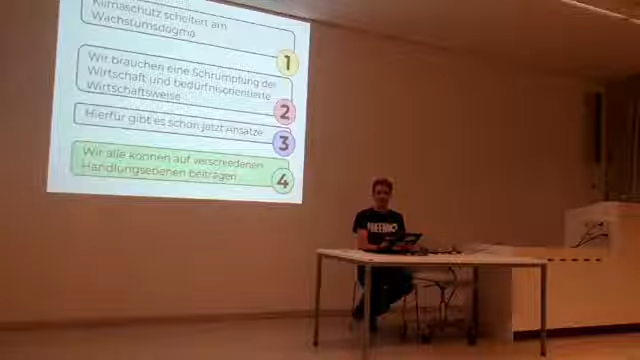 Klimaschutz scheitert am
Wachstumsdogma
1
Wir brauchen eine Schrumpfung der
Wirtschaft und bedürfnisorientierte
Wirtschaftsweise
2
Hierfür gibt es schon jetzt Ansätze
3
Wir alle können auf verschiedenen
Handlungsebenen beitragen
4